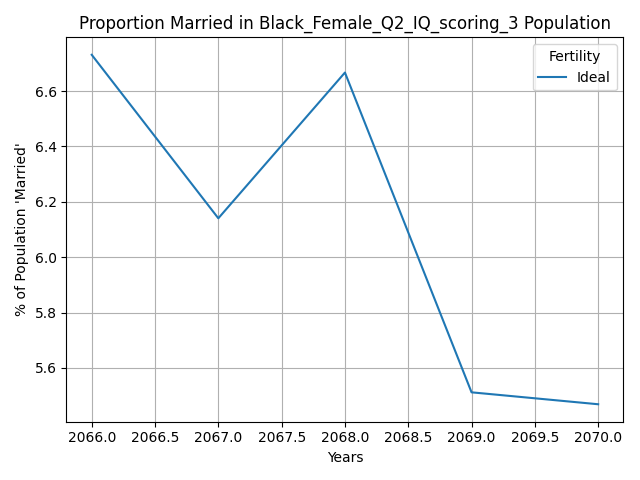 Proportion Married in Black_Female_Q2_IQ_scoring_3 Population
Fertility
Ideal
% of Population 'Married'
6.6
6.4
6.2
6.0
5.8
5.6
2066.0 2066.5 2067.0 2067.5 2068.0 2068.5 2069.0 2069.5 2070.0
Years